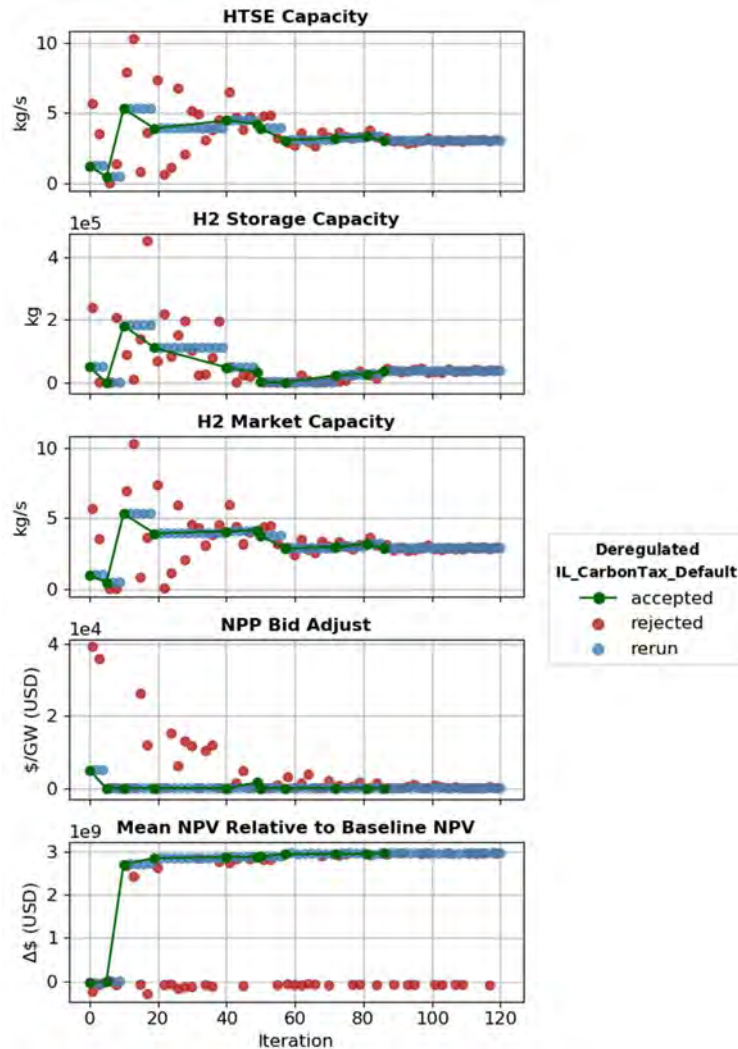 HTSE Capacity
10
5
0
kg/s
H2 Storage Capacity
1e5
4
2
0
kg
H2 Market Capacity
10
5
0
kg/s
NPP Bid Adjust
1e4
4
2
0
$/GW (USD)
Mean NPV Relative to Baseline NPV
1e9
3
2
1
0
Δ$ (USD)
0 20 40 60 80 100 120
Iteration
Deregulated
IL_CarbonTax_Default
accepted
rejected
rerun